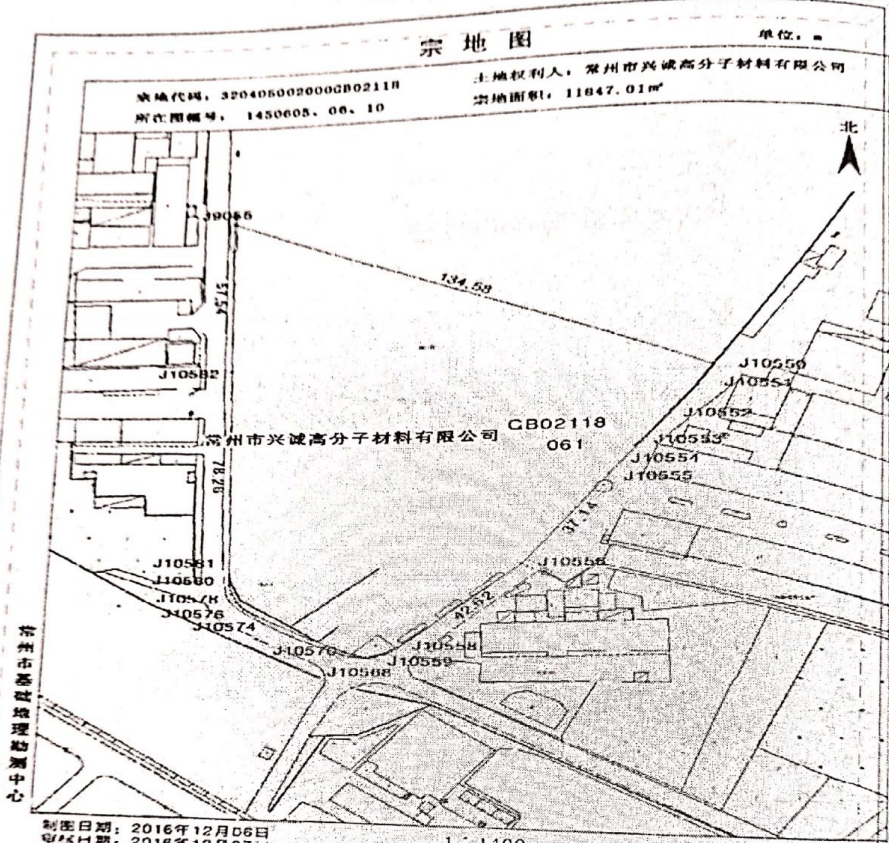 宗地图
单位：m
宗地代码：320405002000GB02118
土地权利人：常州市兴诚高分子材料有限公司
所在图幅号：1450605、06、10
宗地面积：11847.01㎡
北
J9055
134.53
57.54
J10550
J10582
J10551
J10552
GB02118
常州市兴诚高分子材料有限公司
061
J10553
J10554
J10555
78.26
37.14
J10581
J10556
J10580
J10578
42.52
J10576
J10574
J10570
J10558
J10559
J10568
常州市基础地理勘测中心
制图日期：2016年12月06日